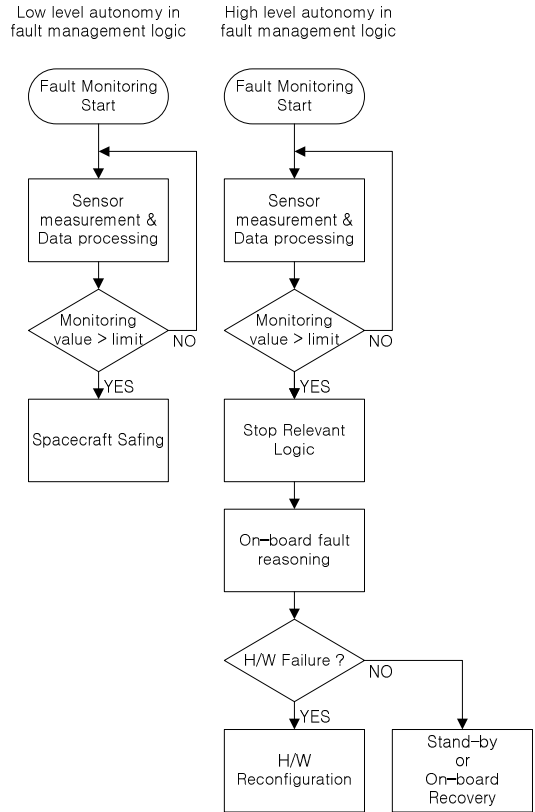 Low level autonomy in
fault management logic
Fault Monitoring
Start
Sensor
measurement &
Data processing
Monitoring
value > limit
NO
YES
Spacecraft Safing
High level autonomy in
fault management logic
Fault Monitoring
Start
Sensor
measurement &
Data processing
Monitoring
value > limit
NO
YES
Stop Relevant
Logic
On-board fault
reasoning
H/W Failure ?
NO
YES
H/W
Reconfiguration
Stand-by
or
On-board
Recovery